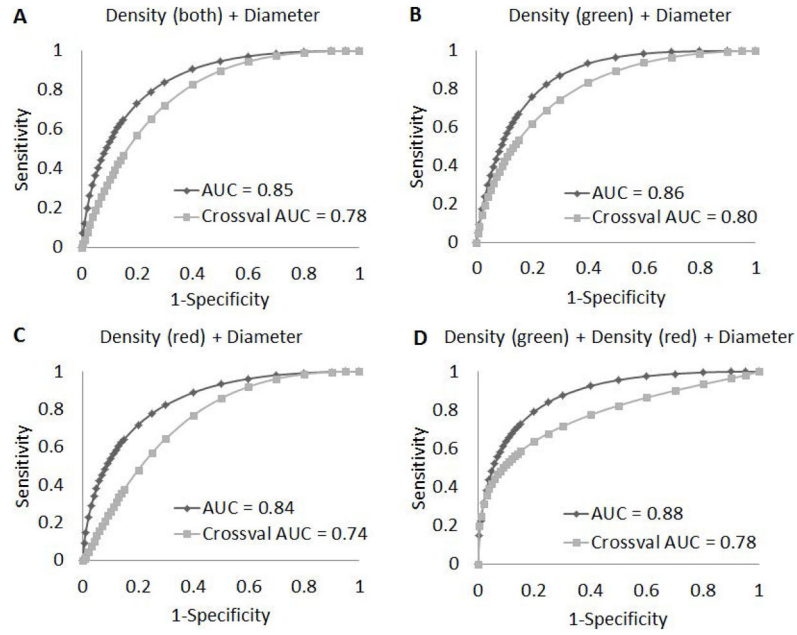 A Density (both) + Diameter
1
0.8
0.6
0.4
0.2
0
Sensitivity
AUC = 0.85
Crossval AUC = 0.78
0 0.2 0.4 0.6 0.8 1
1-Specificity
B Density (green) + Diameter
1
0.8
0.6
0.4
0.2
0
Sensitivity
AUC = 0.86
Crossval AUC = 0.80
0 0.2 0.4 0.6 0.8 1
1-Specificity
C Density (red) + Diameter
1
0.8
0.6
0.4
0.2
0
Sensitivity
AUC = 0.84
Crossval AUC = 0.74
0 0.2 0.4 0.6 0.8 1
1-Specificity
D Density (green) + Density (red) + Diameter
1
0.8
0.6
0.4
0.2
0
Sensitivity
AUC = 0.88
Crossval AUC = 0.78
0 0.2 0.4 0.6 0.8 1
1-Specificity